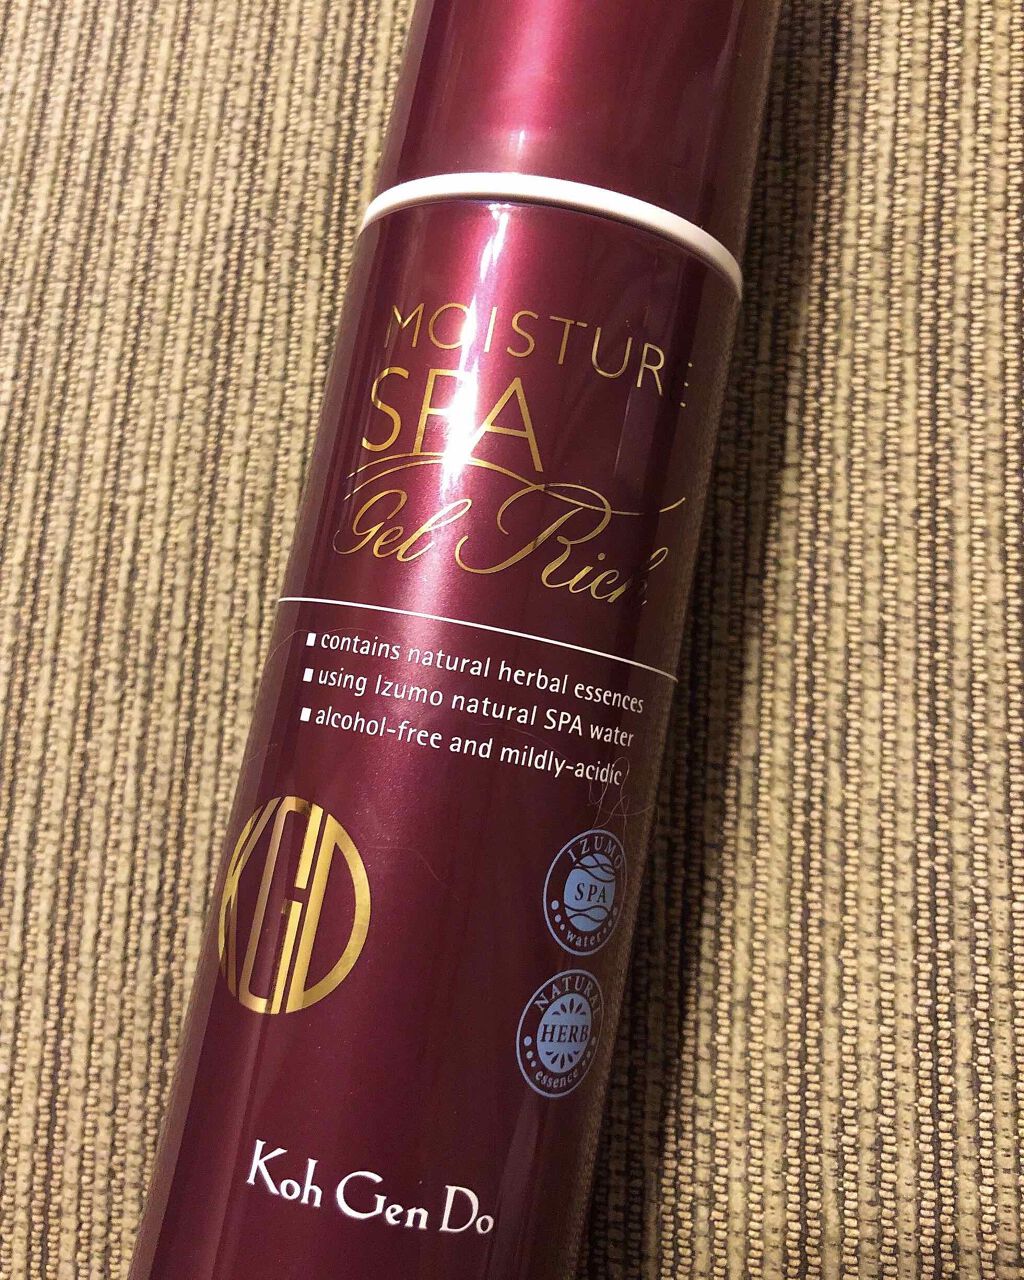 MOISTURE
SPA
Gel Rich
▪ contains natural herbal essences
▪ using Izumo natural SPA water
▪ alcohol-free and mildly-acidic
KGD
IZUMO
SPA
water
NATURAL
HERB
essence
Koh Gen Do